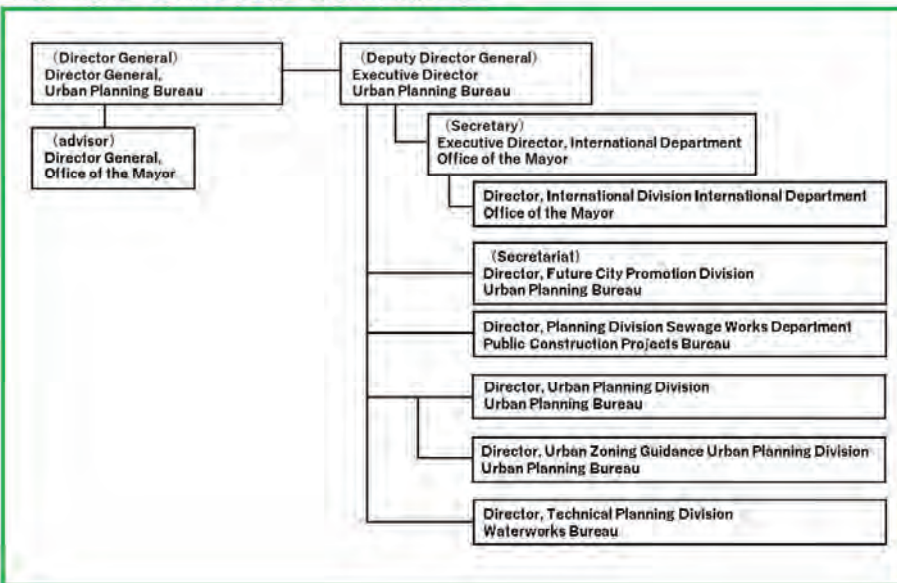 (Director General)
Director General,
Urban Planning Bureau
(Deputy Director General)
Executive Director
Urban Planning Bureau
(advisor)
Director General,
Office of the Mayor
(Secretary)
Executive Director, International Department
Office of the Mayor
Director, International Division International Department
Office of the Mayor
(Secretariat)
Director, Future City Promotion Division
Urban Planning Bureau
Director, Planning Division Sewage Works Department
Public Construction Projects Bureau
Director, Urban Planning Division
Urban Planning Bureau
Director, Urban Zoning Guidance Urban Planning Division
Urban Planning Bureau
Director, Technical Planning Division
Waterworks Bureau